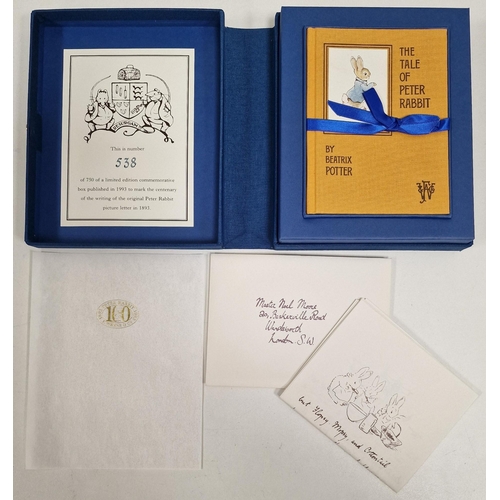 This is number
538
of 750 of a limited edition commemorative
box published in 1993 to mark the centenary
of the writing of the original Peter Rabbit
picture letter in 1893
THE
TALE
OF
PETER
RABBIT
BY
BEATRIX
POTTER
100
Master Noel Moore
Baskerville Road
Wandsworth
London. S.W
but Flopsy Mopsy and Cottontail